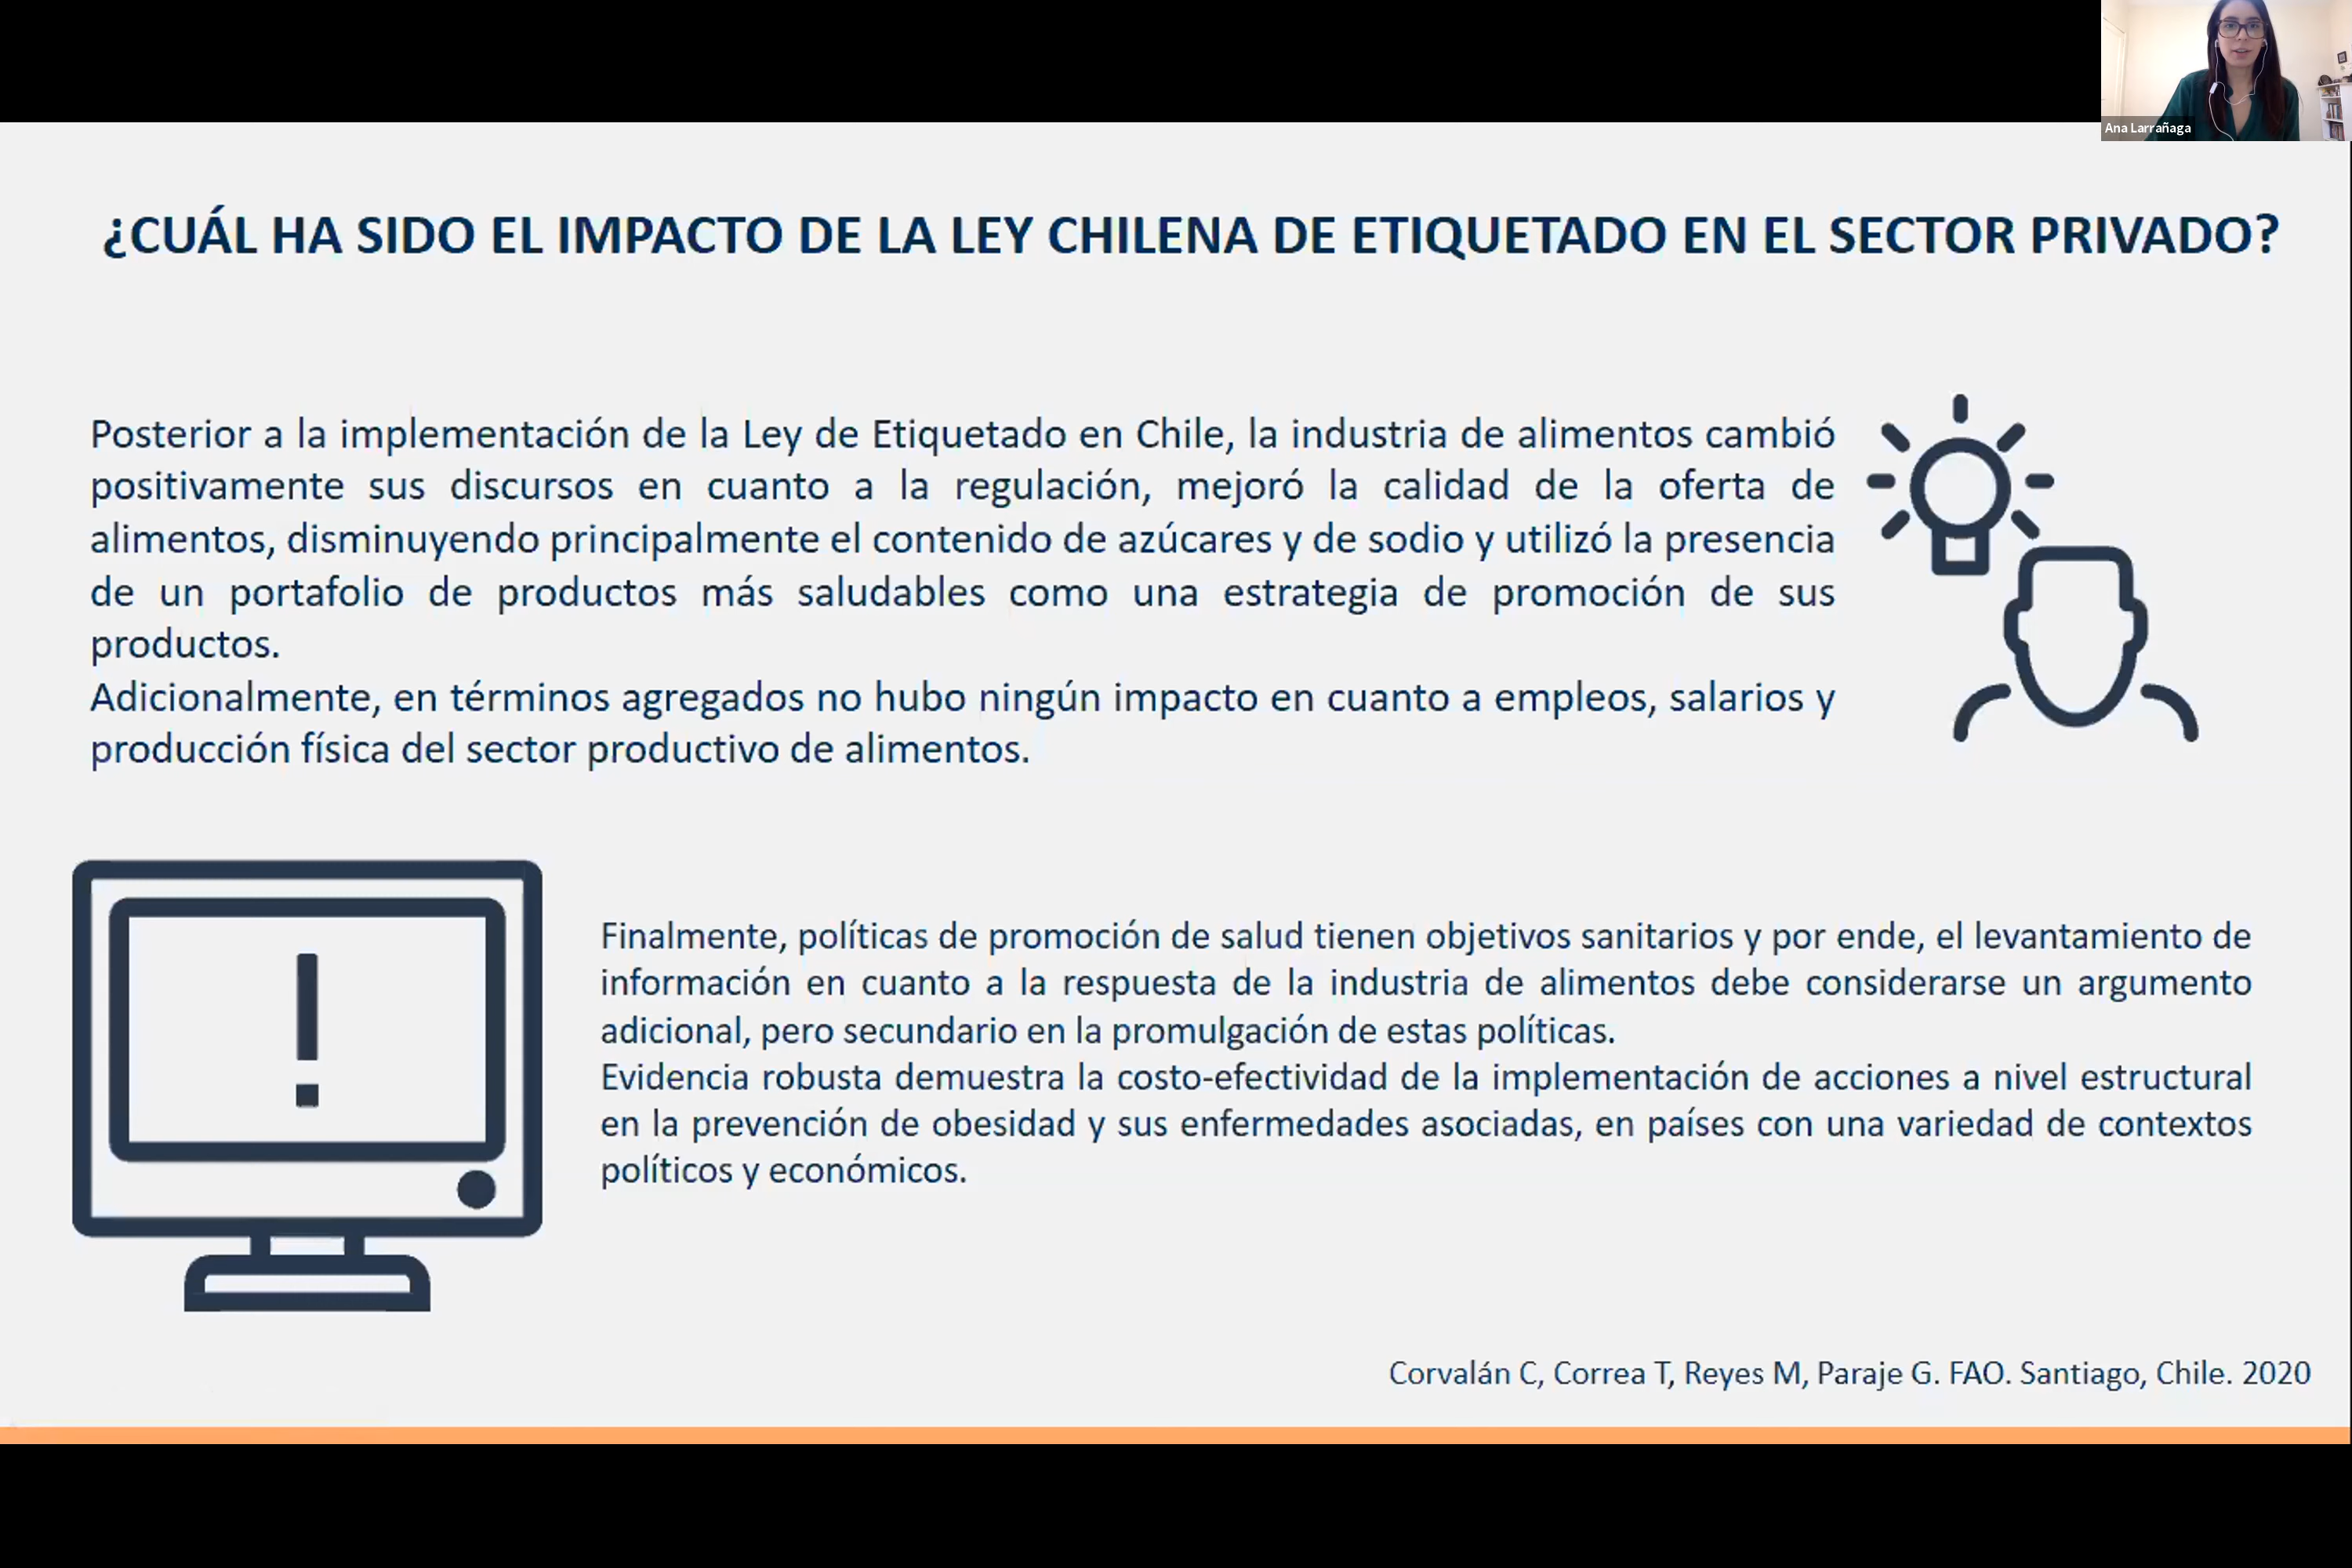 Ana Larrañaga
¿CUÁL HA SIDO EL IMPACTO DE LA LEY CHILENA DE ETIQUETADO EN EL SECTOR PRIVADO?
Posterior a la implementación de la Ley de Etiquetado en Chile, la industria de alimentos cambió
positivamente sus discursos en cuanto a la regulación, mejoró la calidad de la oferta de
alimentos, disminuyendo principalmente el contenido de azúcares y de sodio y utilizó la presencia
de un portafolio de productos más saludables como una estrategia de promoción de sus
productos.
Adicionalmente, en términos agregados no hubo ningún impacto en cuanto a empleos, salarios y
producción física del sector productivo de alimentos.
Finalmente, políticas de promoción de salud tienen objetivos sanitarios y por ende, el levantamiento de
información en cuanto a la respuesta de la industria de alimentos debe considerarse un argumento
adicional, pero secundario en la promulgación de estas políticas.
Evidencia robusta demuestra la costo-efectividad de la implementación de acciones a nivel estructural
en la prevención de obesidad y sus enfermedades asociadas, en países con una variedad de contextos
políticos y económicos.
Corvalán C, Correa T, Reyes M, Paraje G. FAO. Santiago, Chile. 2020